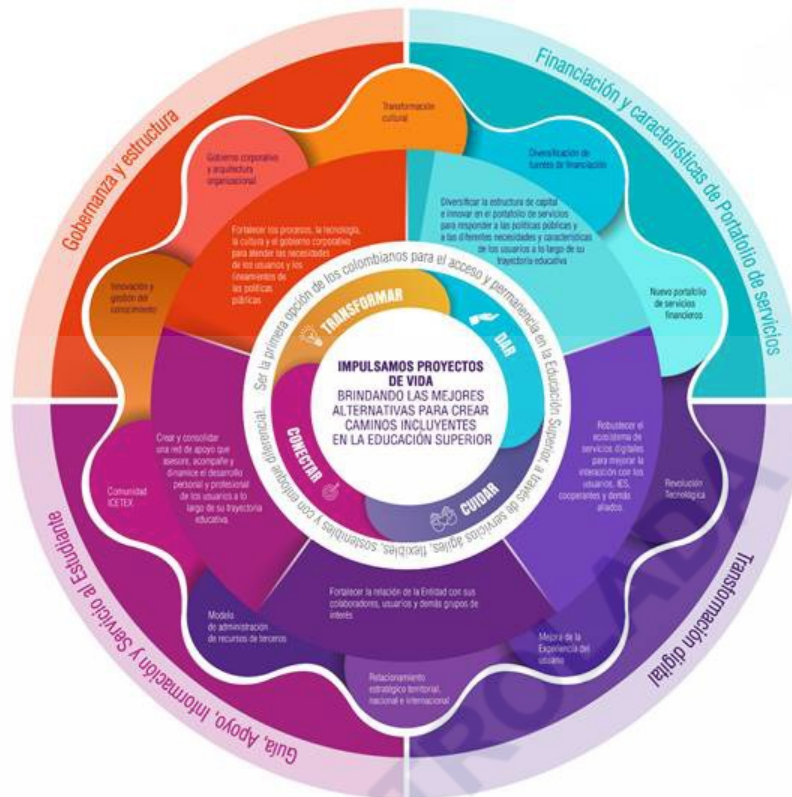 Gobernanza y estructura
Financiación y características de Portafolio de servicios
Transformación
cultural
Gobierno corporativo
y arquitectura
organizacional
Innovación y
gestión del
conocimiento
Diversificación de
fuentes de financiación
Nuevo portafolio
de servicios
financieros
Fortalecer los procesos, la tecnología,
la cultura y el gobierno corporativo
para atender las necesidades
de los usuarios y los
lineamientos de
las políticas
públicas
Diversificar la estructura de capital
e innovar en el portafolio de servicios
para responder a las políticas públicas y
a las diferentes necesidades y características
de los usuarios a lo largo de su
trayectoria educativa
Ser la primera opción de los colombianos para el acceso y permanencia en la Educación Superior, a través de servicios ágiles, flexibles, sostenibles y con enfoque diferencial.
TRANSFORMAR
DAR
CUIDAR
CONECTAR
IMPULSAMOS PROYECTOS
DE VIDA
BRINDANDO LAS MEJORES
ALTERNATIVAS PARA CREAR
CAMINOS INCLUYENTES
EN LA EDUCACIÓN SUPERIOR
Crear y consolidar
una red de apoyo que
asesore, acompañe y
dinamice el desarrollo
personal y profesional
de los usuarios a lo
largo de su trayectoria
educativa.
Robustecer el
ecosistema de
servicios digitales
para mejorar la
interacción con los
usuarios, IES,
cooperantes y demás
aliados.
Fortalecer la relación de la Entidad con sus
colaboradores, usuarios y demás grupos de
interés
Comunidad
ICETEX
Modelo
de administración
de recursos de terceros
Relacionamiento
estratégico territorial,
nacional e internacional
Mejora de la
Experiencia del
usuario
Revolución
Tecnológica
Guía, Apoyo, Información y Servicio al Estudiante
Transformación digital
TROLADA